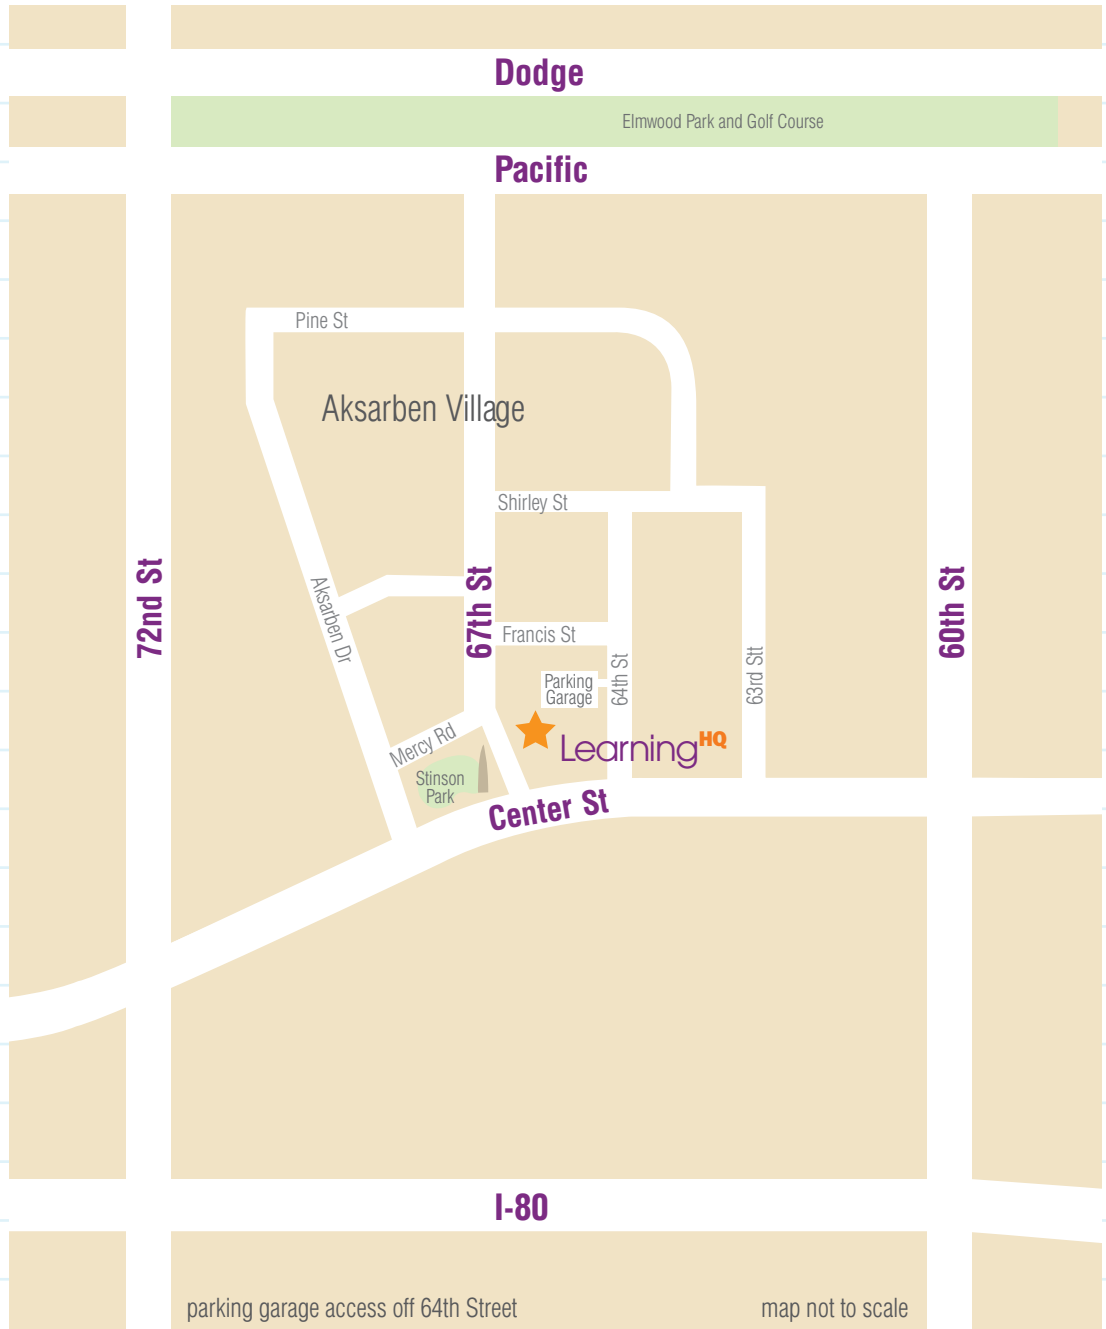 Dodge
Elmwood Park and Golf Course
Pacific
Pine St
Aksarben Village
Shirley St
72nd St
67th St
60th St
Aksarben Dr
Francis St
64th St
63rd Stt
Parking
Garage
Mercy Rd
LearningHQ
Stinson
Park
Center St
I-80
parking garage access off 64th Street
map not to scale